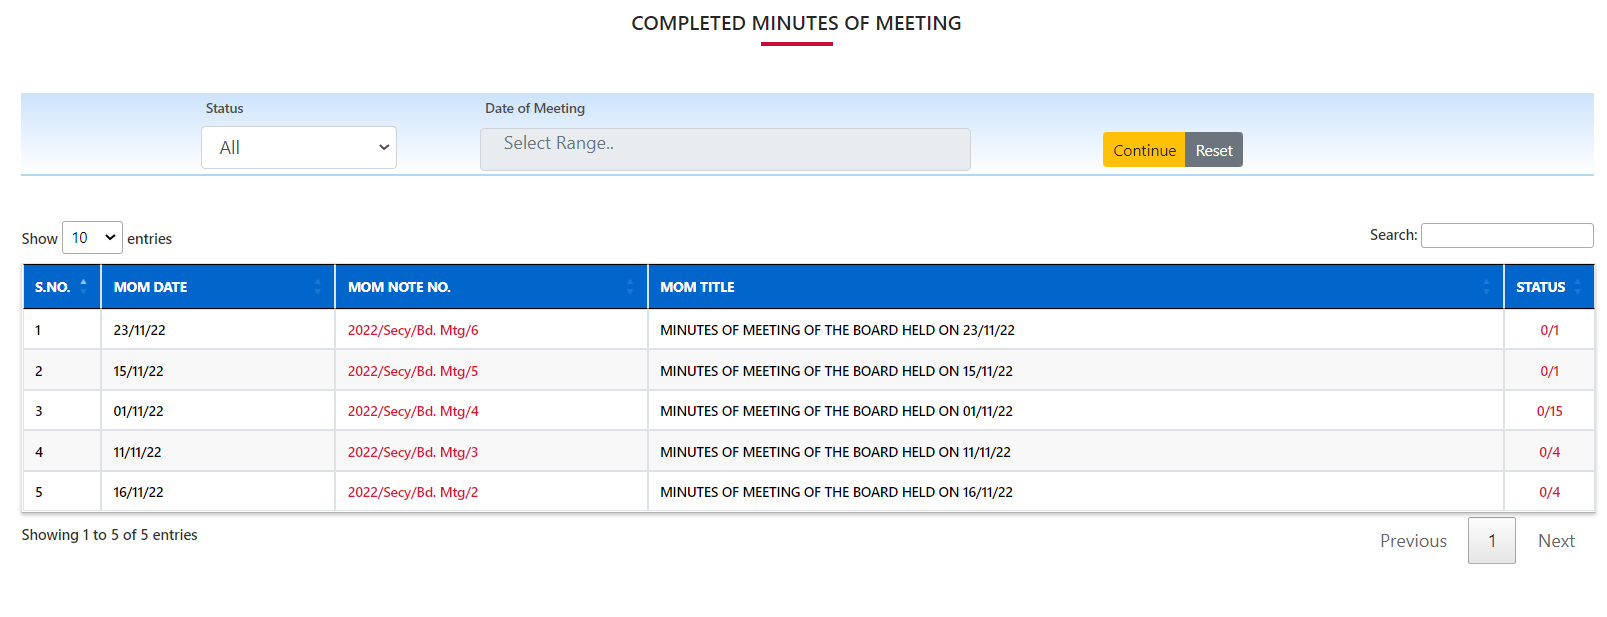 COMPLETED MINUTES OF MEETING
Status Date of Meeting
All Select Range.. Continue Reset
Show 10 entries Search:
S.NO. MOM DATE MOM NOTE NO. MOM TITLE STATUS
1 23/11/22 2022/Secy/Bd. Mtg/6 MINUTES OF MEETING OF THE BOARD HELD ON 23/11/22 0/1
2 15/11/22 2022/Secy/Bd. Mtg/5 MINUTES OF MEETING OF THE BOARD HELD ON 15/11/22 0/1
3 01/11/22 2022/Secy/Bd. Mtg/4 MINUTES OF MEETING OF THE BOARD HELD ON 01/11/22 0/15
4 11/11/22 2022/Secy/Bd. Mtg/3 MINUTES OF MEETING OF THE BOARD HELD ON 11/11/22 0/4
5 16/11/22 2022/Secy/Bd. Mtg/2 MINUTES OF MEETING OF THE BOARD HELD ON 16/11/22 0/4
Showing 1 to 5 of 5 entries Previous 1 Next